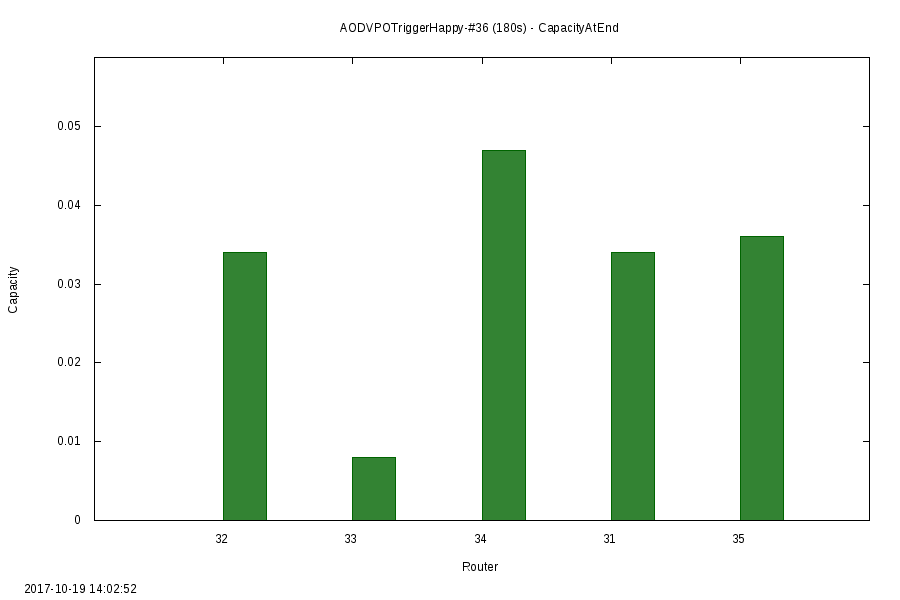 AODVPOTriggerHappy-#36 (180s) - CapacityAtEnd
0.05
0.04
0.03
0.02
0.01
0
Capacity
32 33 34 31 35
Router
2017-10-19 14:02:52